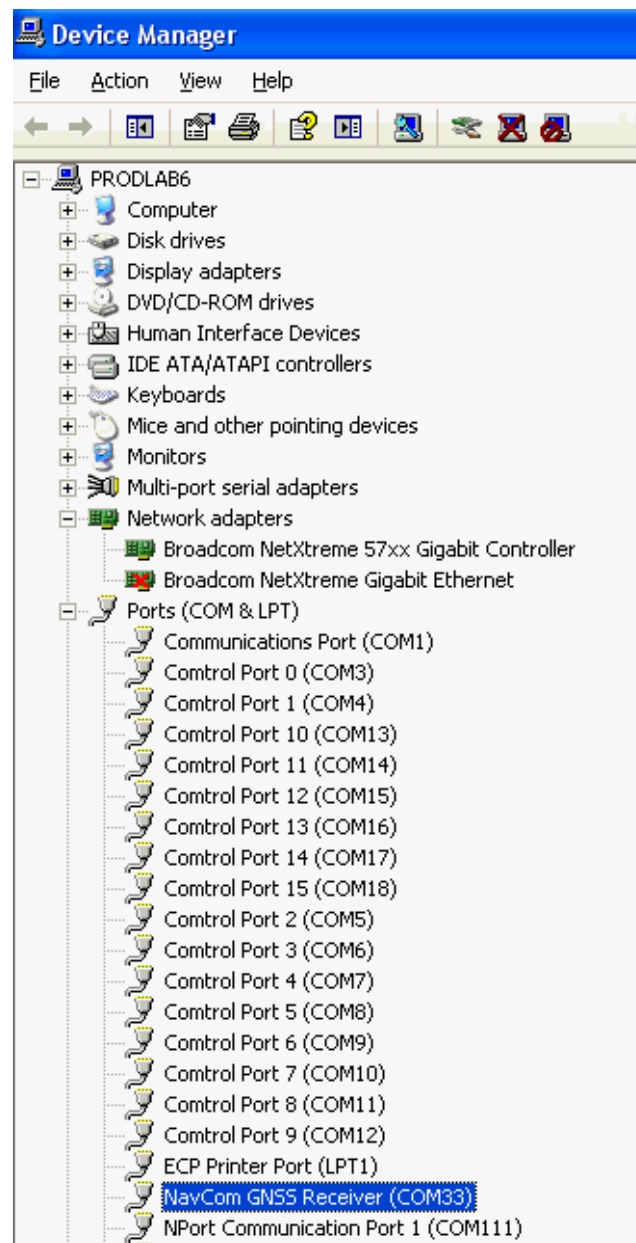 Device Manager
File Action View Help
PRODLAB6
Computer
Disk drives
Display adapters
DVD/CD-ROM drives
Human Interface Devices
IDE ATA/ATAPI controllers
Keyboards
Mice and other pointing devices
Monitors
Multi-port serial adapters
Network adapters
Broadcom NetXtreme 57xx Gigabit Controller
Broadcom NetXtreme Gigabit Ethernet
Ports (COM & LPT)
Communications Port (COM1)
Comtrol Port 0 (COM3)
Comtrol Port 1 (COM4)
Comtrol Port 10 (COM13)
Comtrol Port 11 (COM14)
Comtrol Port 12 (COM15)
Comtrol Port 13 (COM16)
Comtrol Port 14 (COM17)
Comtrol Port 15 (COM18)
Comtrol Port 2 (COM5)
Comtrol Port 3 (COM6)
Comtrol Port 4 (COM7)
Comtrol Port 5 (COM8)
Comtrol Port 6 (COM9)
Comtrol Port 7 (COM10)
Comtrol Port 8 (COM11)
Comtrol Port 9 (COM12)
ECP Printer Port (LPT1)
NavCom GNSS Receiver (COM33)
NPort Communication Port 1 (COM111)